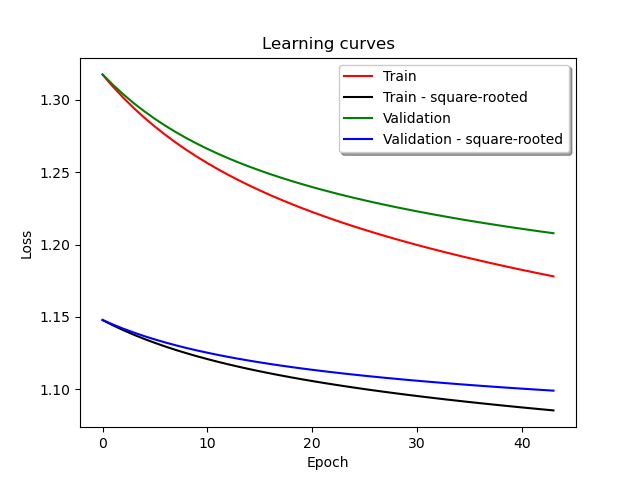 Learning curves
Train
Train - square-rooted
Validation
Validation - square-rooted
Loss
1.30
1.25
1.20
1.15
1.10
0 10 20 30 40
Epoch